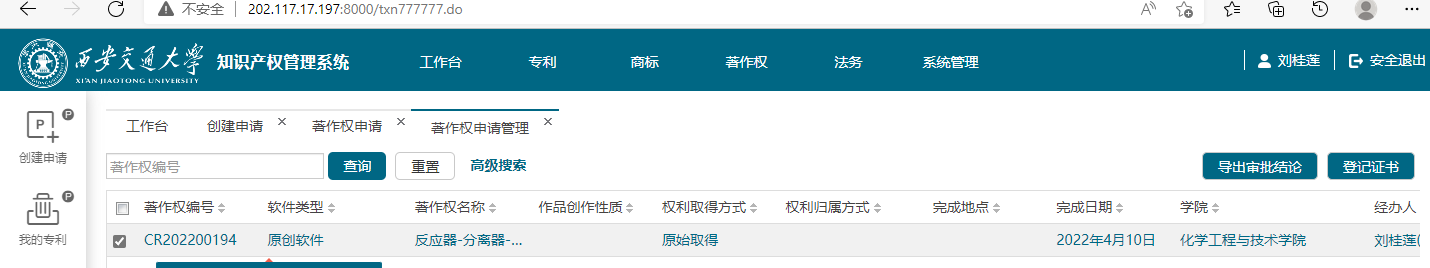 不安全 202.117.17.197:8000/txn777777.do
西安交通大学 XI'AN JIAOTONG UNIVERSITY 知识产权管理系统 工作台 专利 商标 著作权 法务 系统管理 刘桂莲 安全退出
创建申请
我的专利
工作台 创建申请 × 著作权申请 × 著作权申请管理 ×
著作权编号 查询 重置 高级搜索 导出审批结论 登记证书
著作权编号 软件类型 著作权名称 作品创作性质 权利取得方式 权利归属方式 完成地点 完成日期 学院 经办人
CR202200194 原创软件 反应器-分离器-... 原始取得 2022年4月10日 化学工程与技术学院 刘桂莲(